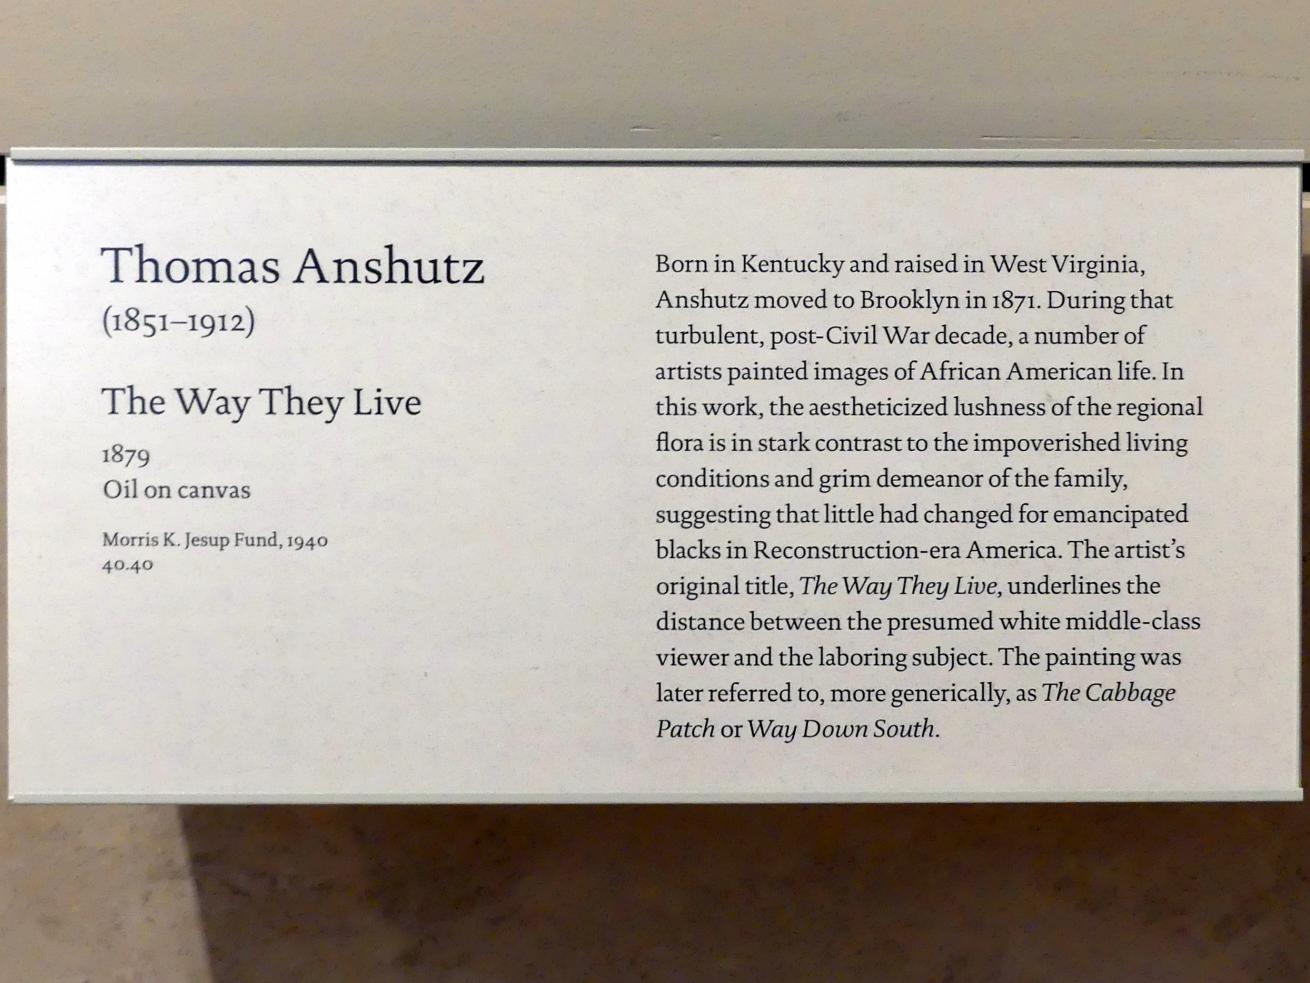 Thomas Anshutz
(1851–1912)
The Way They Live
1879
Oil on canvas
Morris K. Jesup Fund, 1940
40.40
Born in Kentucky and raised in West Virginia,
Anshutz moved to Brooklyn in 1871. During that
turbulent, post-Civil War decade, a number of
artists painted images of African American life. In
this work, the aestheticized lushness of the regional
flora is in stark contrast to the impoverished living
conditions and grim demeanor of the family,
suggesting that little had changed for emancipated
blacks in Reconstruction-era America. The artist’s
original title, The Way They Live, underlines the
distance between the presumed white middle-class
viewer and the laboring subject. The painting was
later referred to, more generically, as The Cabbage
Patch or Way Down South.